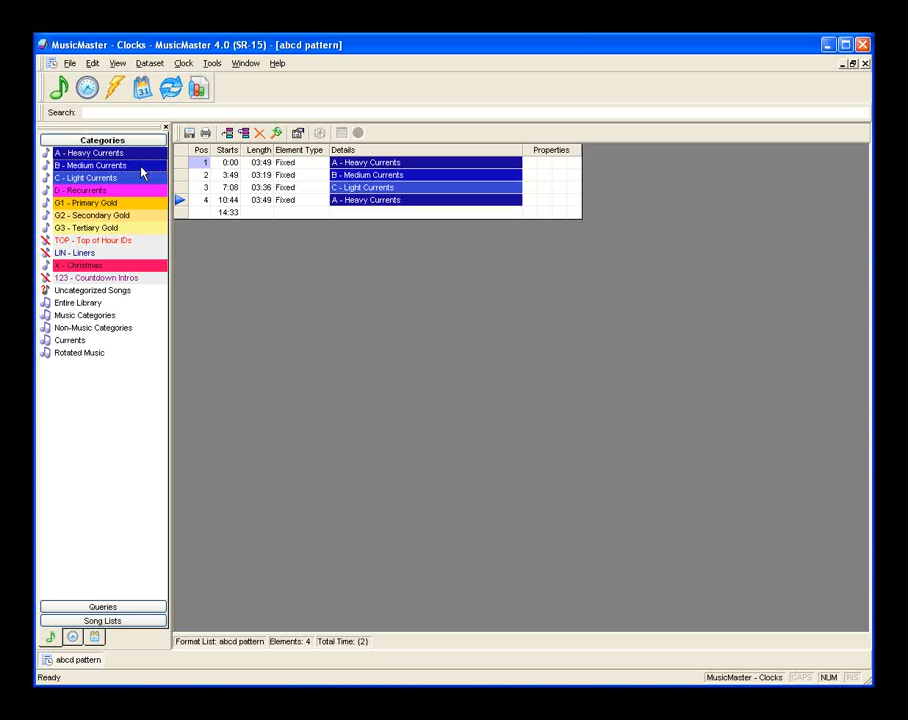 MusicMaster - Clocks - MusicMaster 4.0 (SR-15) - [abcd pattern]
File Edit View Dataset Clock Tools Window Help
31
Search:
Categories
A - Heavy Currents
B - Medium Currents
C - Light Currents
D - Recurrents
G1 - Primary Gold
G2 - Secondary Gold
G3 - Tertiary Gold
TOP - Top of Hour IDs
LIN - Liners
X - Christmas
123 - Countdown Intros
Uncategorized Songs
Entire Library
Music Categories
Non-Music Categories
Currents
Rotated Music
Queries
Song Lists
Pos Starts Length Element Type Details Properties
1 0:00 03:49 Fixed A - Heavy Currents
2 3:49 03:19 Fixed B - Medium Currents
3 7:08 03:36 Fixed C - Light Currents
4 10:44 03:49 Fixed A - Heavy Currents
14:33
Format List: abcd pattern Elements: 4 Total Time: (2)
abcd pattern
Ready MusicMaster - Clocks CAPS NUM INS